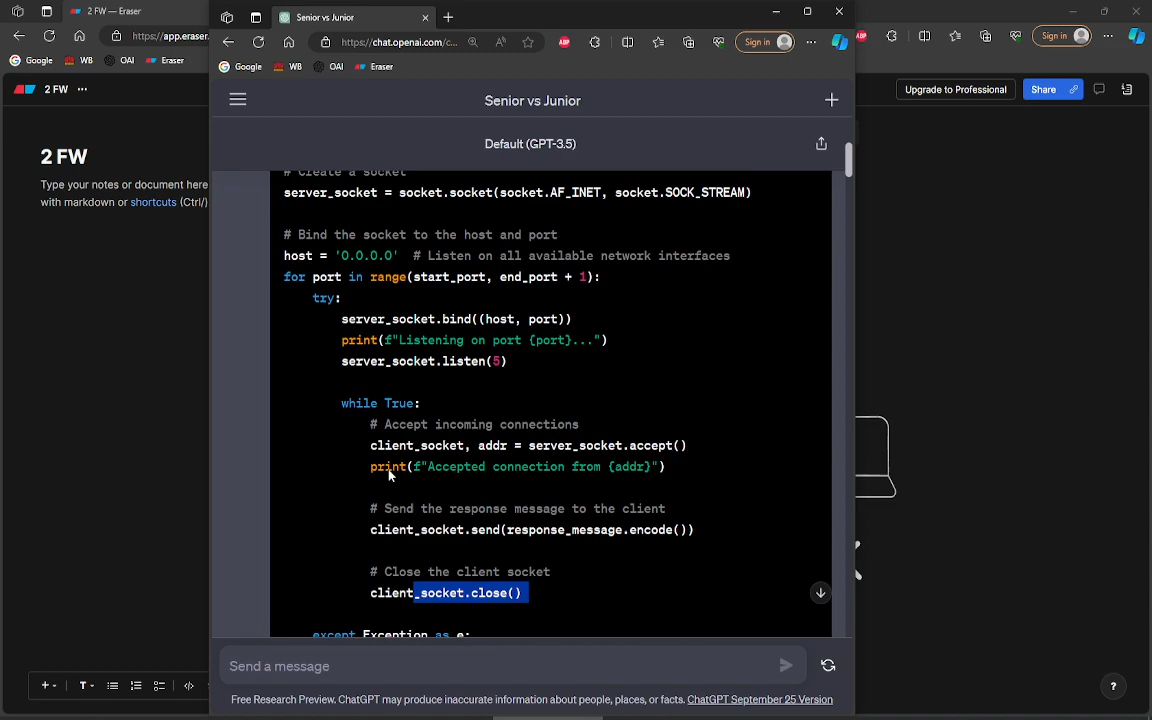 2 FW — Eraser
Senior vs Junior
https://app.eraser.
https://chat.openai.com/c...
Sign in
Sign in
Google WB OAI Eraser
Google WB OAI Eraser
2 FW
Upgrade to Professional
Share
Senior vs Junior
Default (GPT-3.5)
2 FW
Type your notes or document here
with markdown or shortcuts (Ctrl/)
# Create a socket
server_socket = socket.socket(socket.AF_INET, socket.SOCK_STREAM)
# Bind the socket to the host and port
host = '0.0.0.0' # Listen on all available network interfaces
for port in range(start_port, end_port + 1):
try:
server_socket.bind((host, port))
print(f"Listening on port {port}...")
server_socket.listen(5)
while True:
# Accept incoming connections
client_socket, addr = server_socket.accept()
print(f"Accepted connection from {addr}")
# Send the response message to the client
client_socket.send(response_message.encode())
# Close the client socket
client_socket.close()
except Exception as e:
Send a message
Free Research Preview. ChatGPT may produce inaccurate information about people, places, or facts. ChatGPT September 25 Version